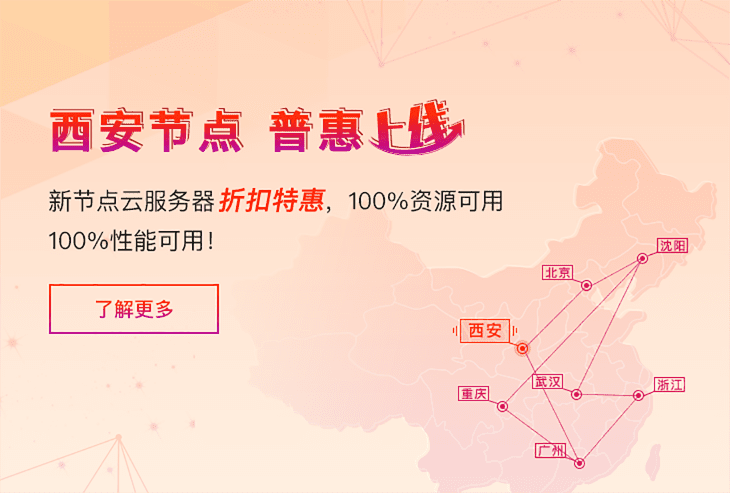 西安节点 普惠上线
新节点云服务器折扣特惠，100%资源可用
100%性能可用！
了解更多
沈阳
北京
西安
武汉
浙江
重庆
广州